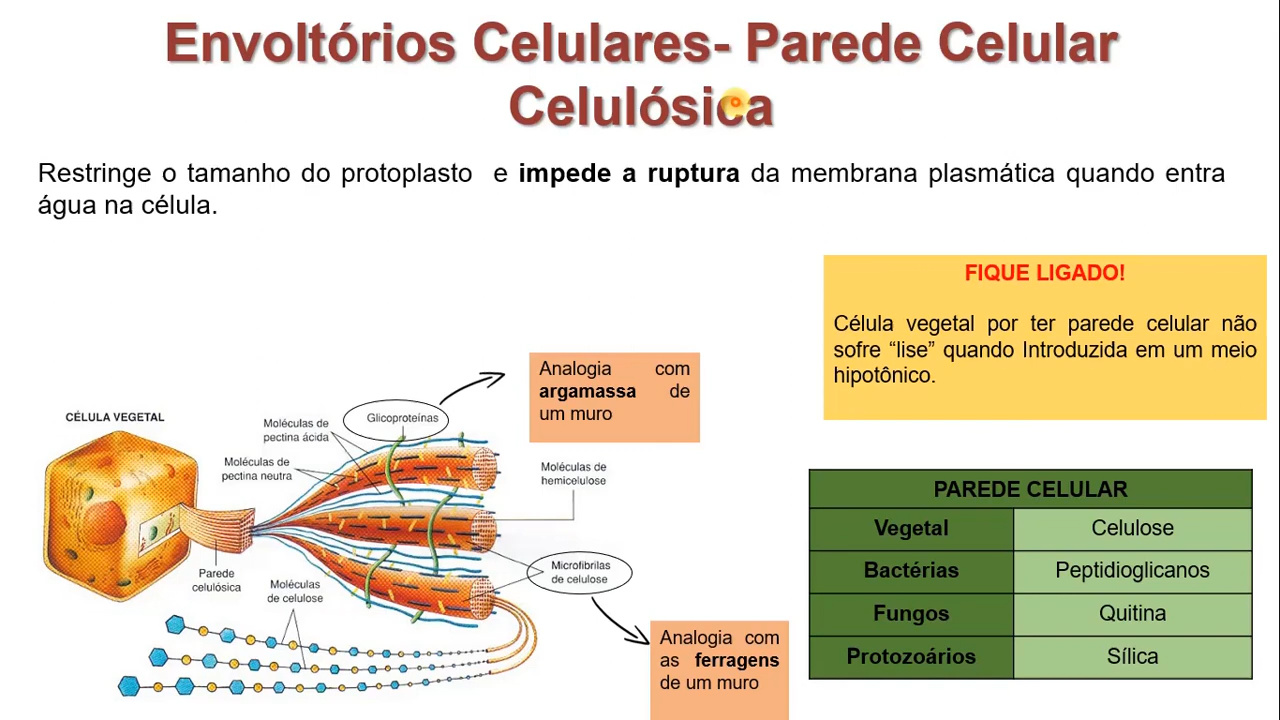 Envoltórios Celulares- Parede Celular
Celulósica
Restringe o tamanho do protoplasto e impede a ruptura da membrana plasmática quando entra
água na célula.
FIQUE LIGADO!
Célula vegetal por ter parede celular não
sofre “lise” quando Introduzida em um meio
hipotônico.
Analogia com
argamassa de
um muro
CÉLULA VEGETAL
Moléculas de
pectina ácida
Glicoproteínas
Moléculas de
pectina neutra
Moléculas de
hemicelulose
Microfibrilas
de celulose
Parede
celulósica
Moléculas
de celulose
Analogia com
as ferragens
de um muro
PAREDE CELULAR
Vegetal Celulose
Bactérias Peptidioglicanos
Fungos Quitina
Protozoários Sílica